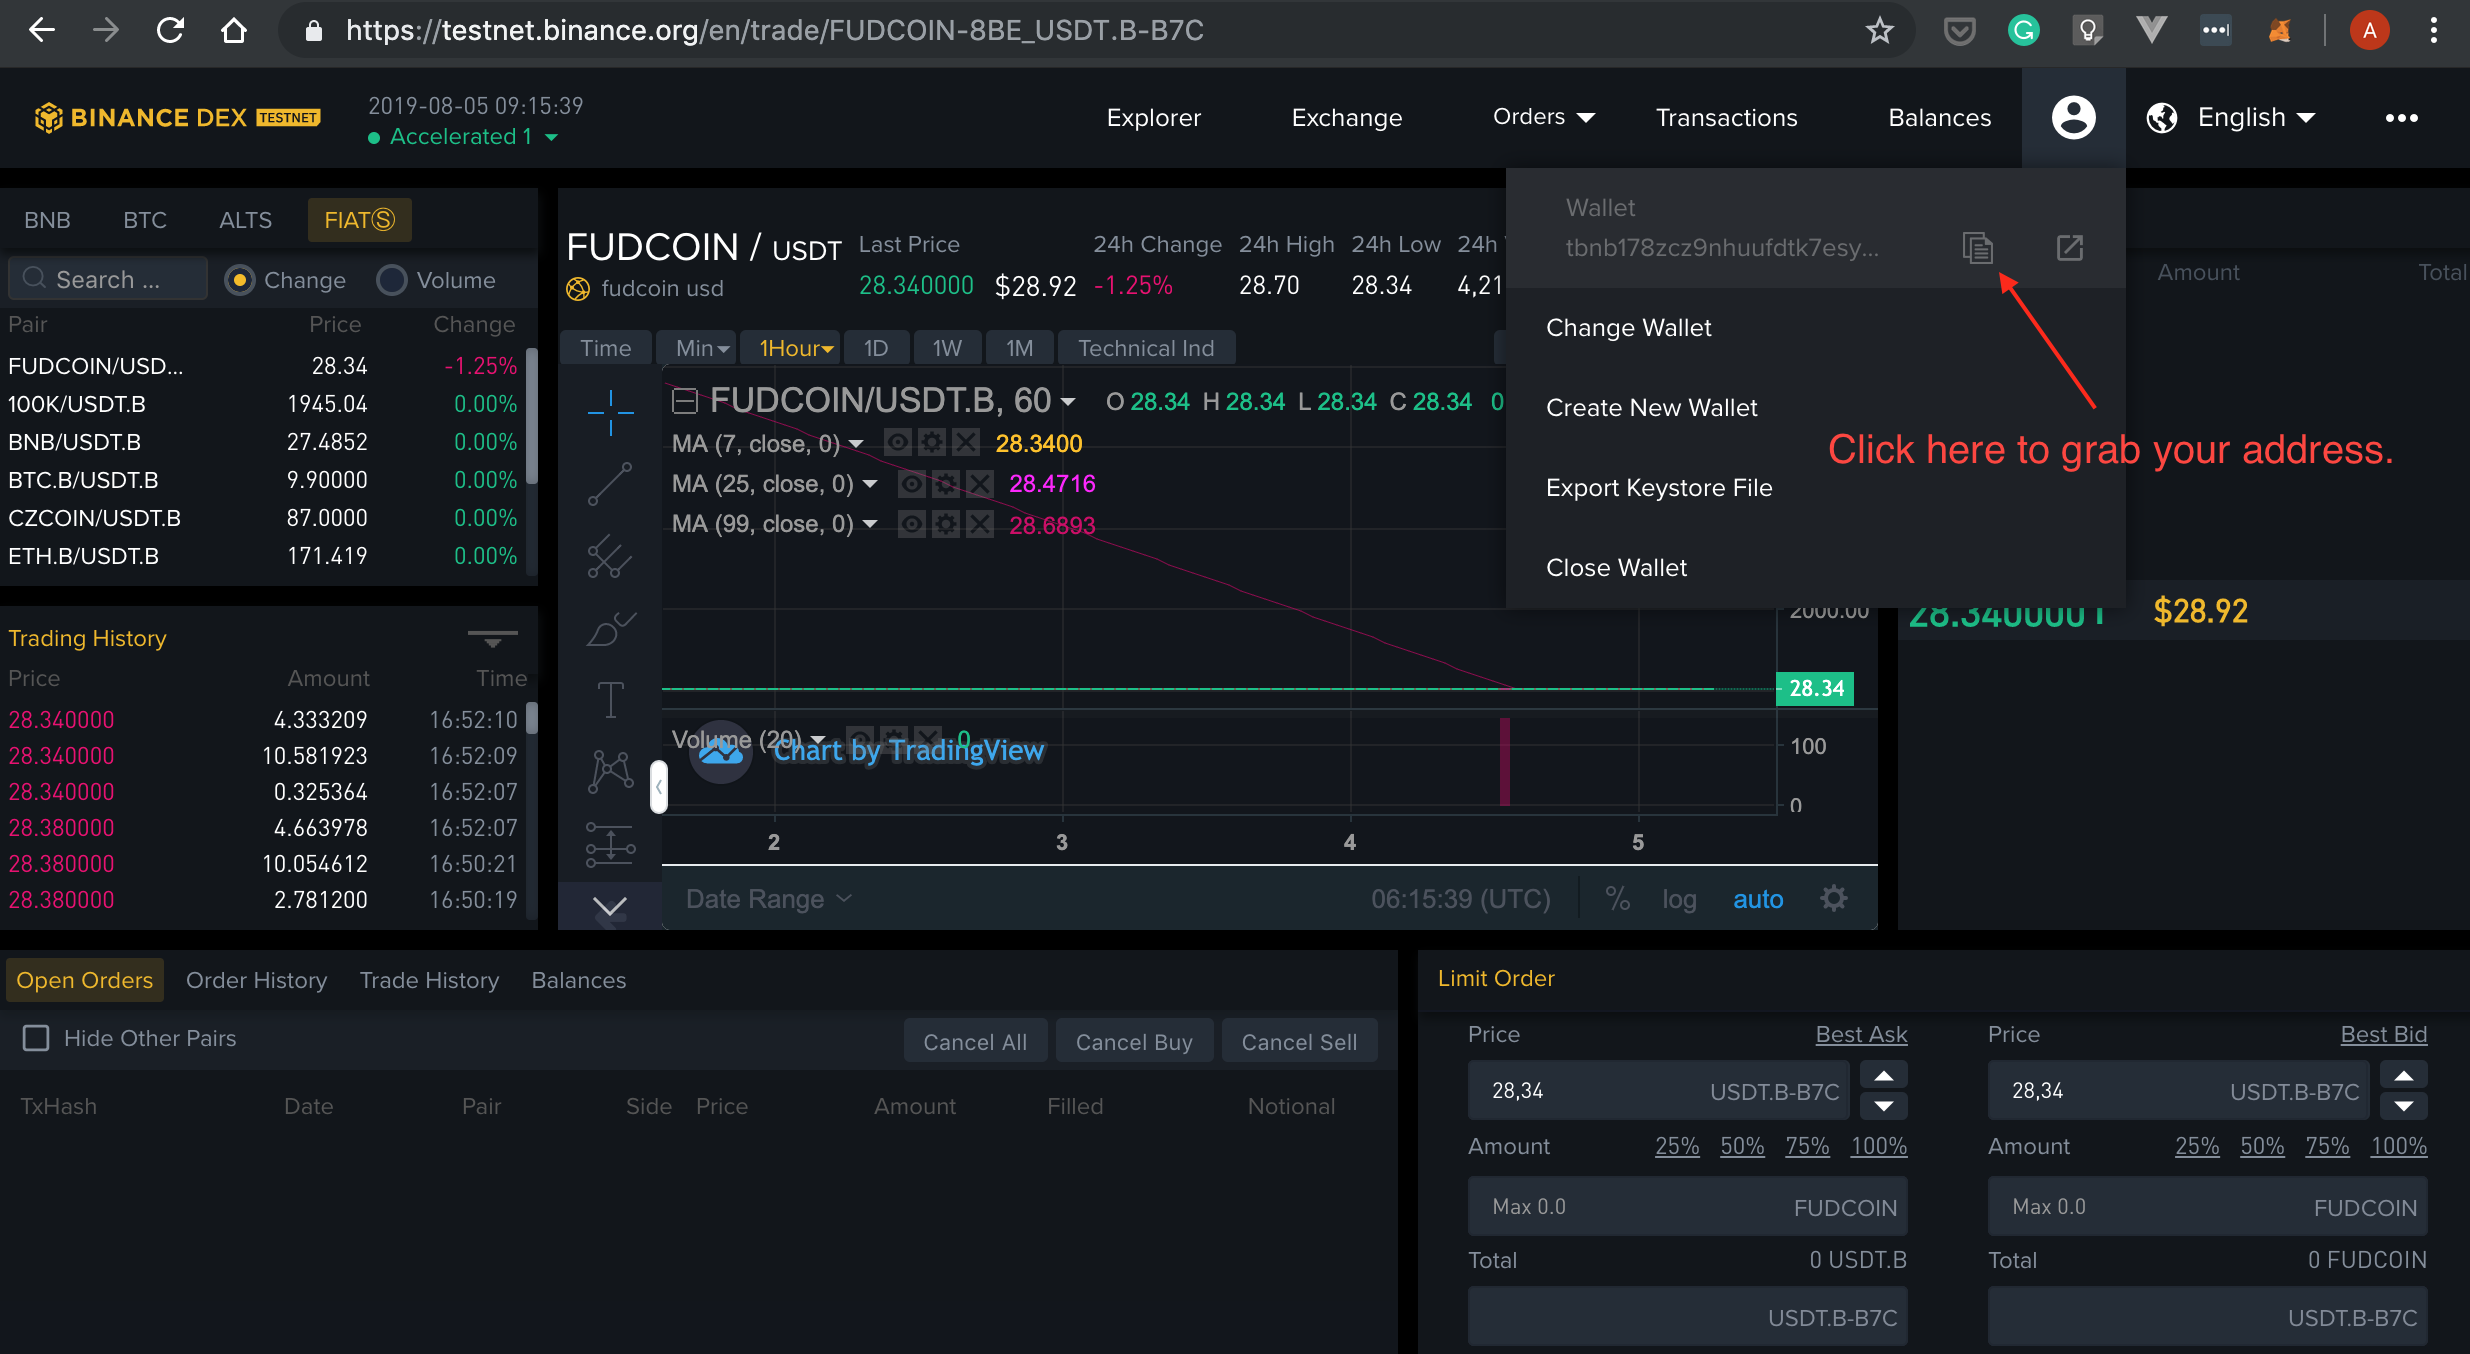 https://testnet.binance.org/en/trade/FUDCOIN-8BE_USDT.B-B7C
A
BINANCE DEX TESTNET
2019-08-05 09:15:39
Accelerated 1
Explorer
Exchange
Orders
Transactions
Balances
English
BNB BTC ALTS FIATⓈ
Search ... Change Volume
Pair Price Change
FUDCOIN/USD... 28.34 -1.25%
100K/USDT.B 1945.04 0.00%
BNB/USDT.B 27.4852 0.00%
BTC.B/USDT.B 9.90000 0.00%
CZCOIN/USDT.B 87.0000 0.00%
ETH.B/USDT.B 171.419 0.00%
Trading History
Price Amount Time
28.340000 4.333209 16:52:10
28.340000 10.581923 16:52:09
28.340000 0.325364 16:52:07
28.380000 4.663978 16:52:07
28.380000 10.054612 16:50:21
28.380000 2.781200 16:50:19
FUDCOIN / USDT
fudcoin usd
Last Price 24h Change 24h High 24h Low 24h
28.340000 $28.92 -1.25% 28.70 28.34 4,21
Time Min 1Hour 1D 1W 1M Technical Ind
FUDCOIN/USDT.B, 60 O 28.34 H 28.34 L 28.34 C 28.34 0
MA (7, close, 0) 28.3400
MA (25, close, 0) 28.4716
MA (99, close, 0) 28.6893
2000.00
28.34
Volume (20) 0
Chart by TradingView
100
0
2 3 4 5
Date Range 06:15:39 (UTC) % log auto
Wallet
tbnb178zcz9nhuufdtk7esy...
Change Wallet
Create New Wallet
Export Keystore File
Close Wallet
Click here to grab your address.
Amount Total
28.3400001 $28.92
Open Orders Order History Trade History Balances
Hide Other Pairs Cancel All Cancel Buy Cancel Sell
TxHash Date Pair Side Price Amount Filled Notional
Limit Order
Price Best Ask
28,34 USDT.B-B7C
Amount 25% 50% 75% 100%
Max 0.0 FUDCOIN
Total 0 USDT.B
USDT.B-B7C
Price Best Bid
28,34 USDT.B-B7C
Amount 25% 50% 75% 100%
Max 0.0 FUDCOIN
Total 0 FUDCOIN
USDT.B-B7C